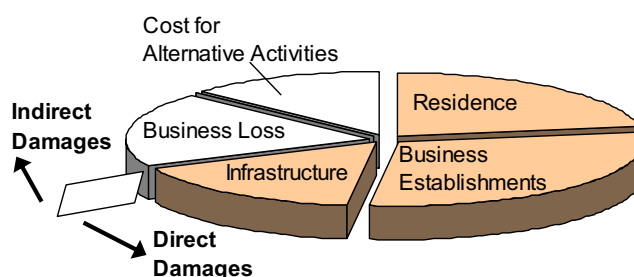 Cost for
Alternative Activities
Residence
Indirect
Damages
Business Loss
Business
Establishments
Infrastructure
Direct
Damages